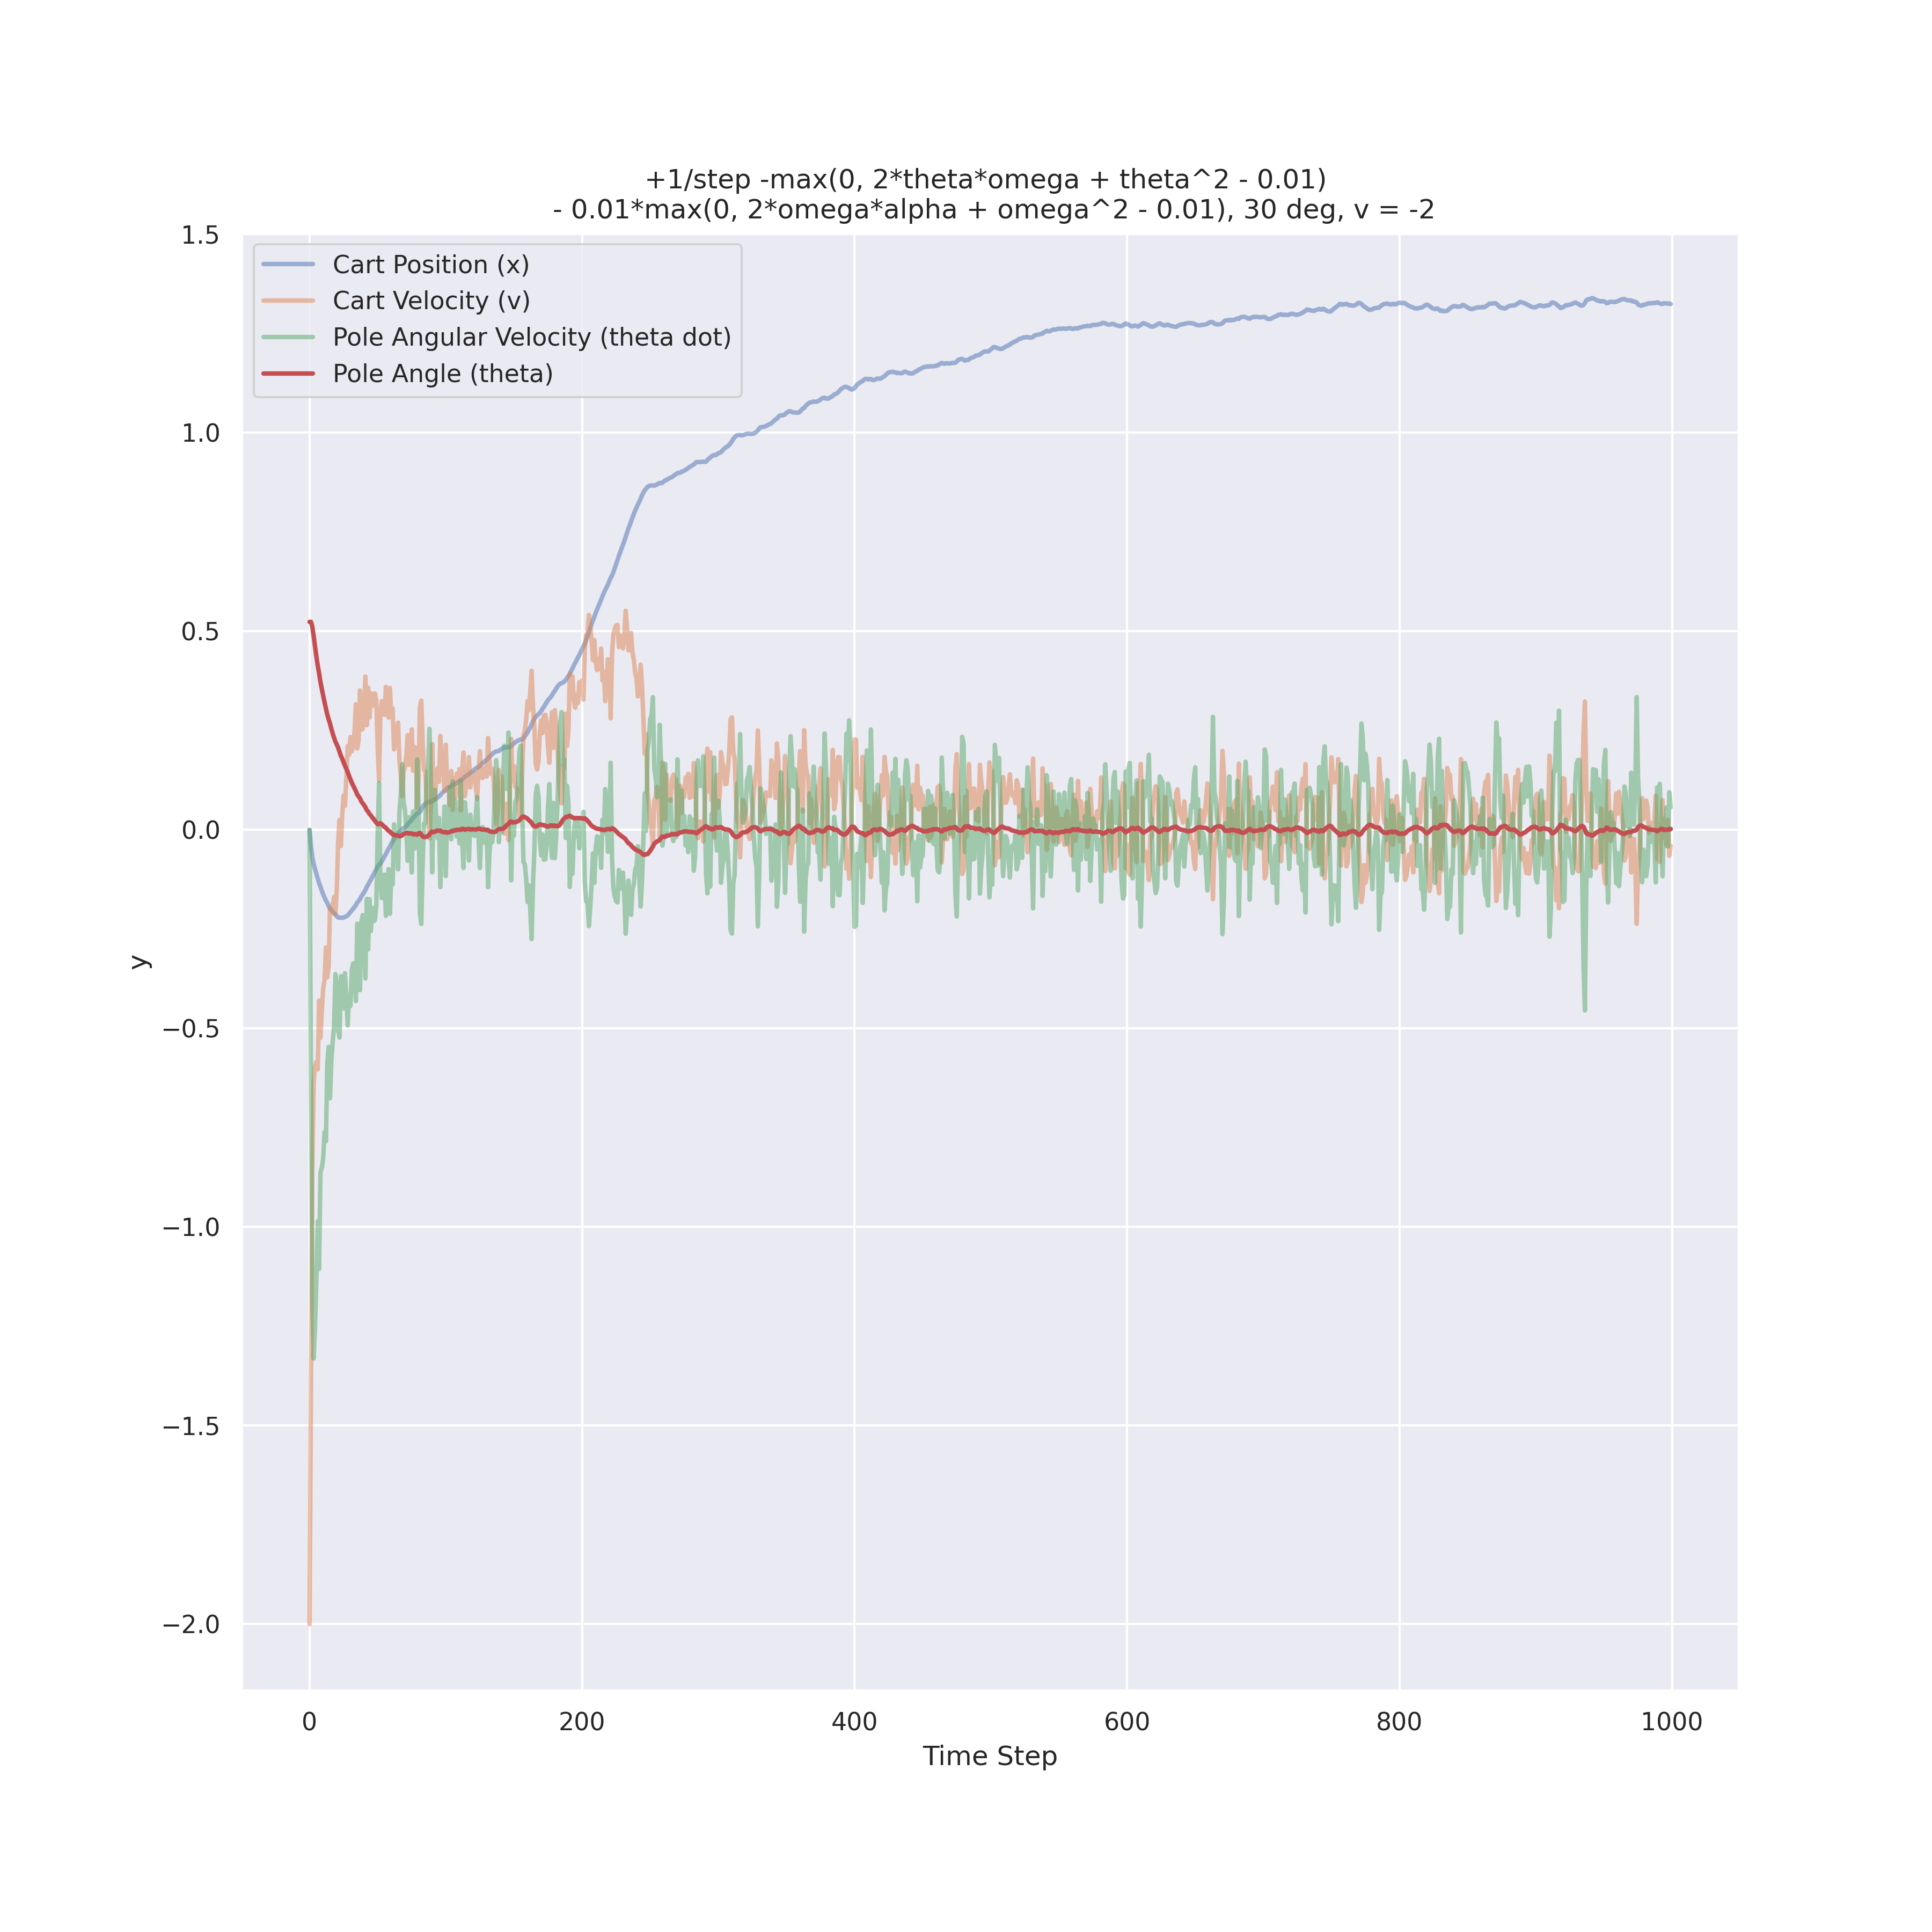 +1/step -max(0, 2*theta*omega + theta^2 - 0.01)
- 0.01*max(0, 2*omega*alpha + omega^2 - 0.01), 30 deg, v = -2
Cart Position (x)
Cart Velocity (v)
Pole Angular Velocity (theta dot)
Pole Angle (theta)
1.5
1.0
0.5
0.0
−0.5
−1.0
−1.5
−2.0
y
0 200 400 600 800 1000
Time Step